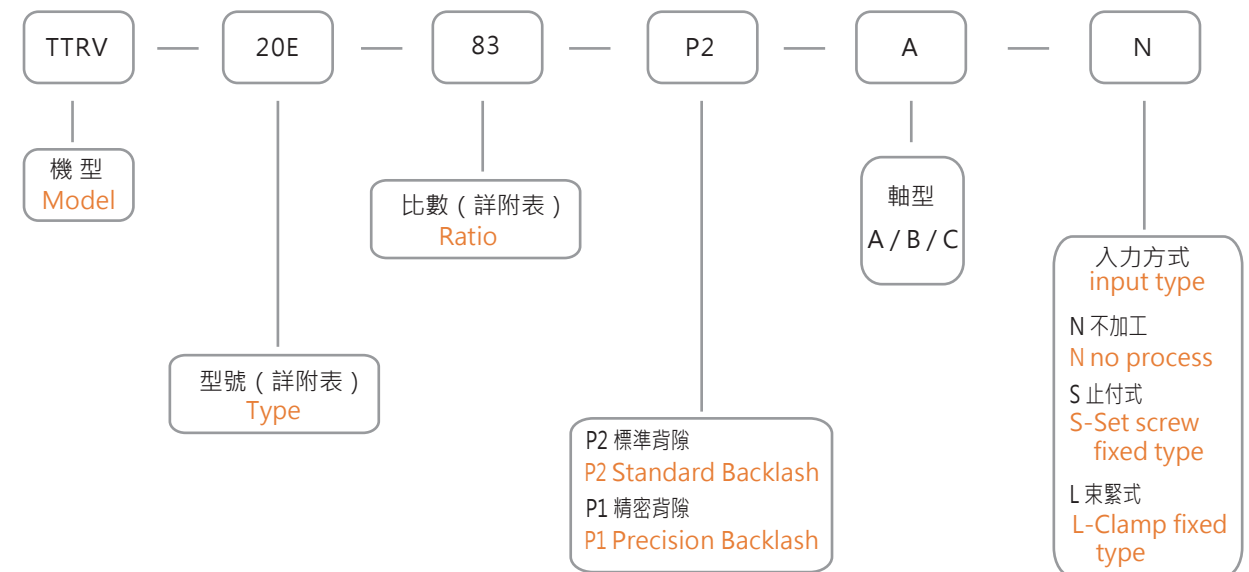 TTRV — 20E — 83 — P2 — A — N
機 型
Model
比數 ( 詳附表 )
Ratio
軸型
A / B / C
型號 ( 詳附表 )
Type
P2 標準背隙
P2 Standard Backlash
P1 精密背隙
P1 Precision Backlash
入力方式
input type
N 不加工
N no process
S 止付式
S-Set screw
fixed type
L 束緊式
L-Clamp fixed
type